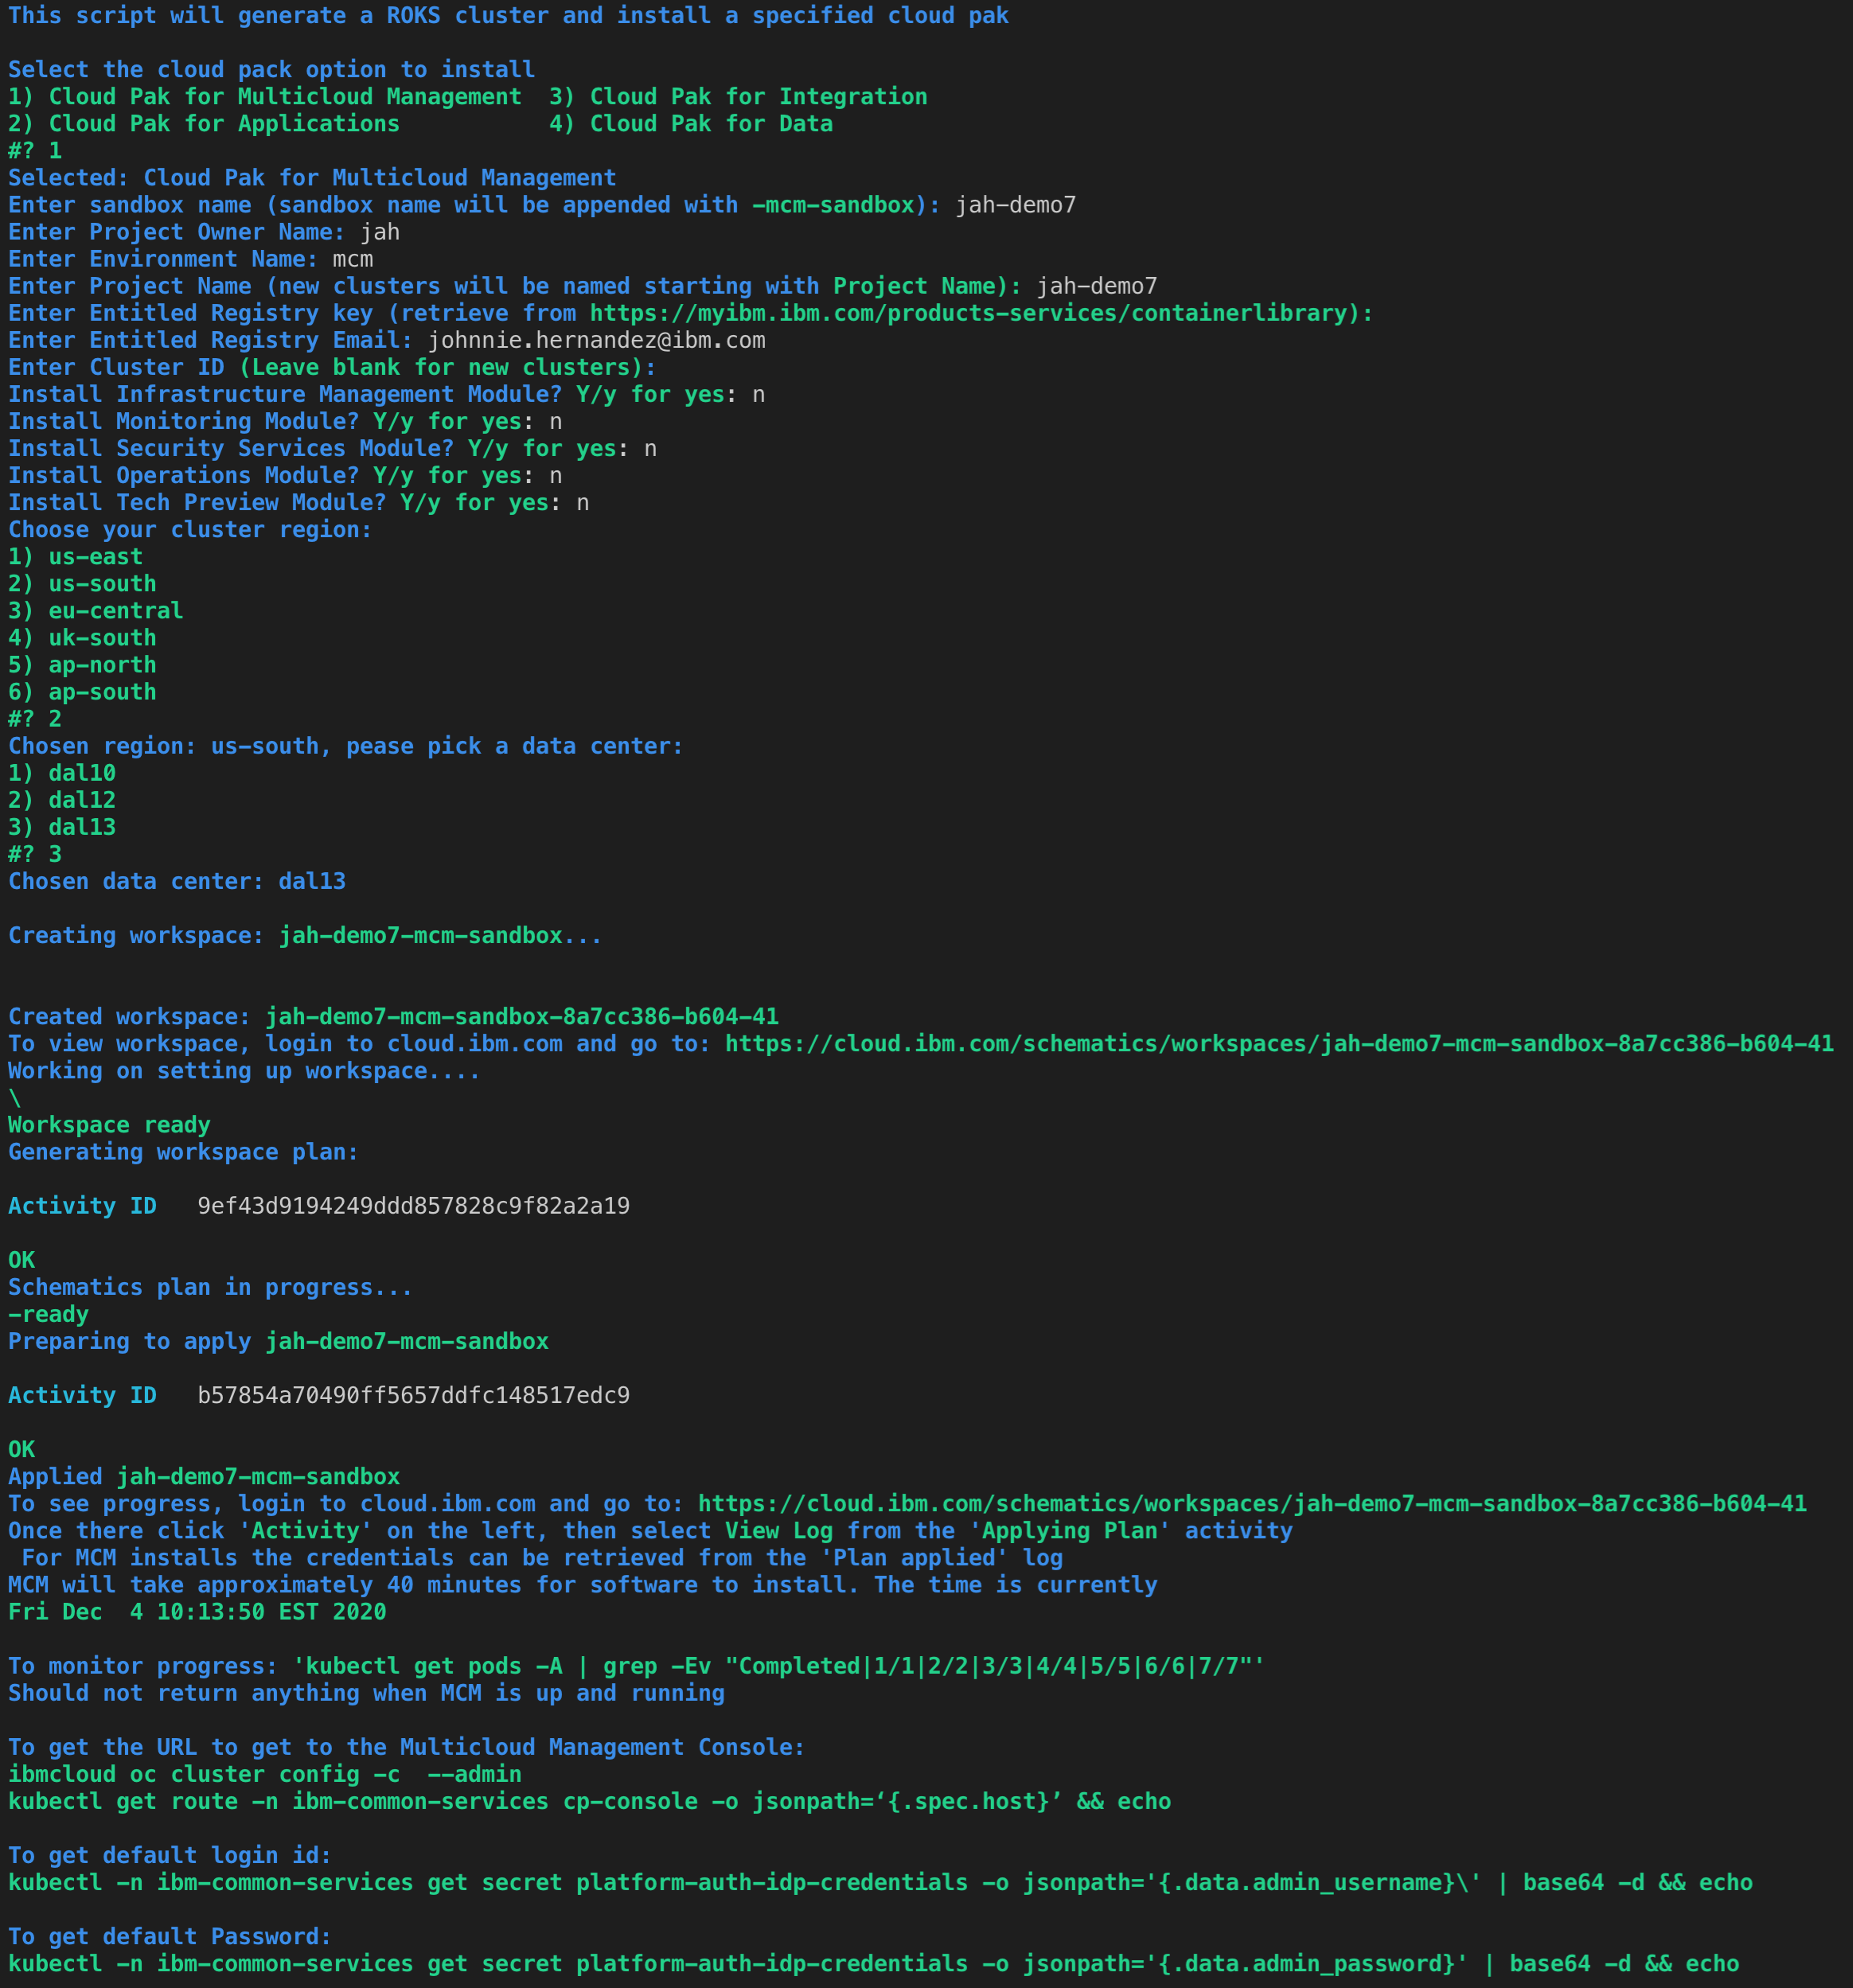 This script will generate a ROKS cluster and install a specified cloud pak
Select the cloud pack option to install
1) Cloud Pak for Multicloud Management  3) Cloud Pak for Integration
2) Cloud Pak for Applications           4) Cloud Pak for Data
#? 1
Selected: Cloud Pak for Multicloud Management
Enter sandbox name (sandbox name will be appended with -mcm-sandbox): jah-demo7
Enter Project Owner Name: jah
Enter Environment Name: mcm
Enter Project Name (new clusters will be named starting with Project Name): jah-demo7
Enter Entitled Registry key (retrieve from https://myibm.ibm.com/products-services/containerlibrary):
Enter Entitled Registry Email: johnnie.hernandez@ibm.com
Enter Cluster ID (Leave blank for new clusters):
Install Infrastructure Management Module? Y/y for yes: n
Install Monitoring Module? Y/y for yes: n
Install Security Services Module? Y/y for yes: n
Install Operations Module? Y/y for yes: n
Install Tech Preview Module? Y/y for yes: n
Choose your cluster region:
1) us-east
2) us-south
3) eu-central
4) uk-south
5) ap-north
6) ap-south
#? 2
Chosen region: us-south, pease pick a data center:
1) dal10
2) dal12
3) dal13
#? 3
Chosen data center: dal13
Creating workspace: jah-demo7-mcm-sandbox...
Created workspace: jah-demo7-mcm-sandbox-8a7cc386-b604-41
To view workspace, login to cloud.ibm.com and go to: https://cloud.ibm.com/schematics/workspaces/jah-demo7-mcm-sandbox-8a7cc386-b604-41
Working on setting up workspace....
\
Workspace ready
Generating workspace plan:
Activity ID   9ef43d9194249ddd857828c9f82a2a19
OK
Schematics plan in progress...
-ready
Preparing to apply jah-demo7-mcm-sandbox
Activity ID   b57854a70490ff5657ddfc148517edc9
OK
Applied jah-demo7-mcm-sandbox
To see progress, login to cloud.ibm.com and go to: https://cloud.ibm.com/schematics/workspaces/jah-demo7-mcm-sandbox-8a7cc386-b604-41
Once there click 'Activity' on the left, then select View Log from the 'Applying Plan' activity
 For MCM installs the credentials can be retrieved from the 'Plan applied' log
MCM will take approximately 40 minutes for software to install. The time is currently
Fri Dec  4 10:13:50 EST 2020
To monitor progress: 'kubectl get pods -A | grep -Ev "Completed|1/1|2/2|3/3|4/4|5/5|6/6|7/7"'
Should not return anything when MCM is up and running
To get the URL to get to the Multicloud Management Console:
ibmcloud oc cluster config -c  --admin
kubectl get route -n ibm-common-services cp-console -o jsonpath=‘{.spec.host}’ && echo
To get default login id:
kubectl -n ibm-common-services get secret platform-auth-idp-credentials -o jsonpath='{.data.admin_username}\' | base64 -d && echo
To get default Password:
kubectl -n ibm-common-services get secret platform-auth-idp-credentials -o jsonpath='{.data.admin_password}' | base64 -d && echo